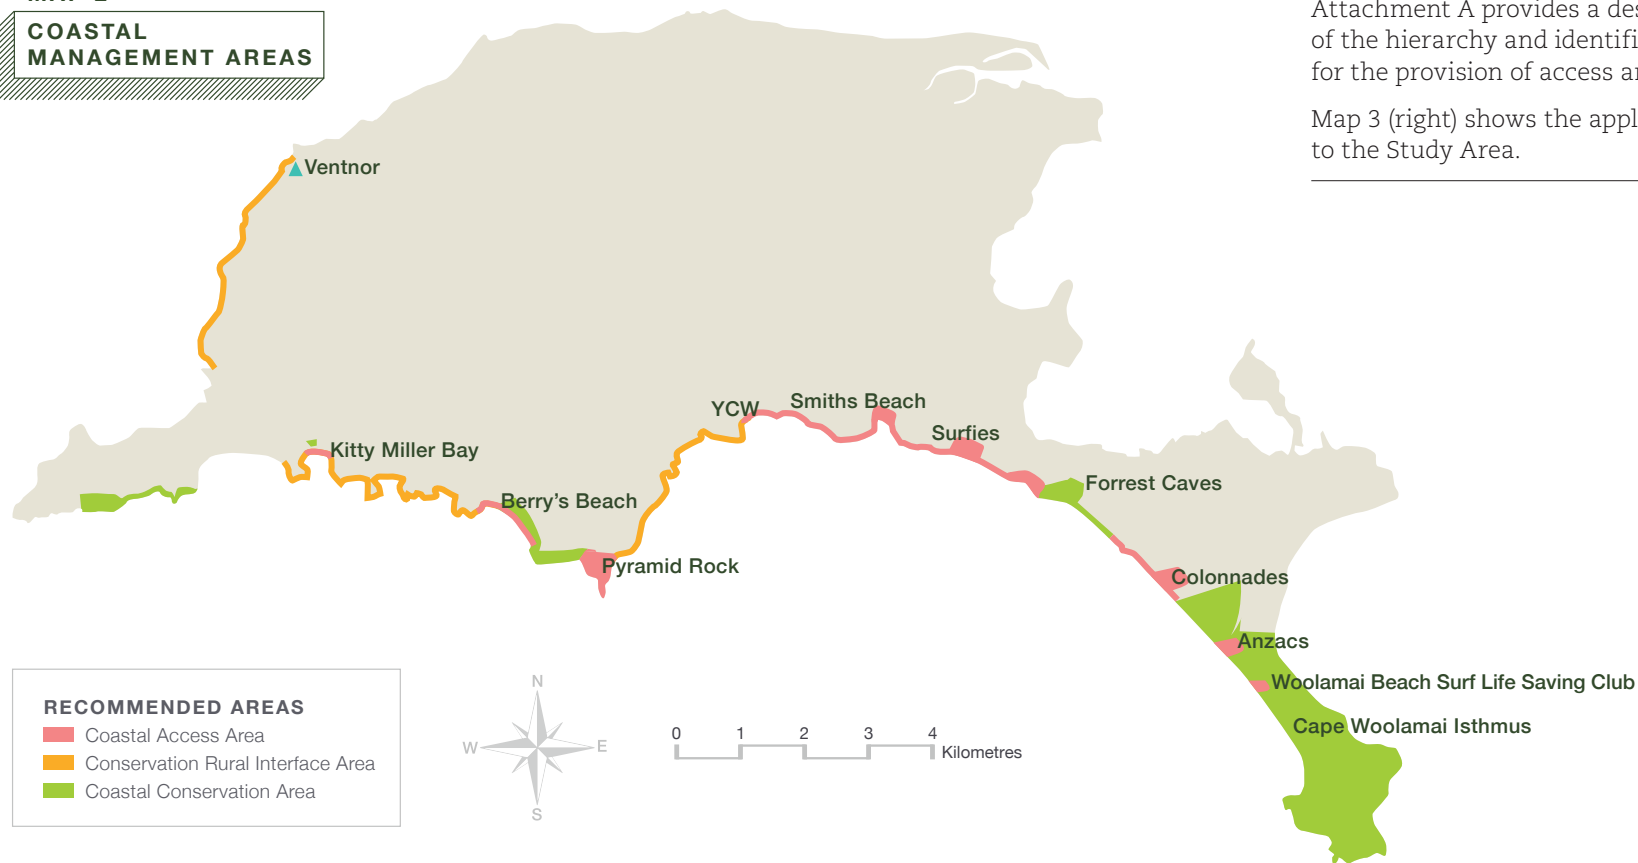 COASTAL
MANAGEMENT AREAS
Attachment A provides a
of the hierarchy and
for the provision of access
Map 3 (right) shows the
to the Study Area.
Ventnor
YCW
Smiths Beach
Surfies
Kitty Miller Bay
Forrest Caves
Berry’s Beach
Pyramid Rock
Colonnades
Anzacs
Woolamai Beach Surf Life Saving Club
Cape Woolamai Isthmus
RECOMMENDED AREAS
Coastal Access Area
Conservation Rural Interface Area
Coastal Conservation Area
N
W
E
S
0 1 2 3 4
Kilometres